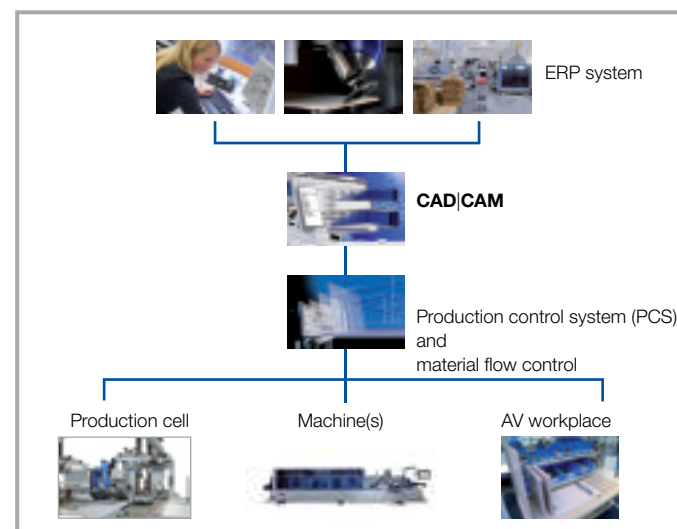 ERP system
CAD|CAM
Production control system (PCS)
and
material flow control
Production cell
Machine(s)
AV workplace